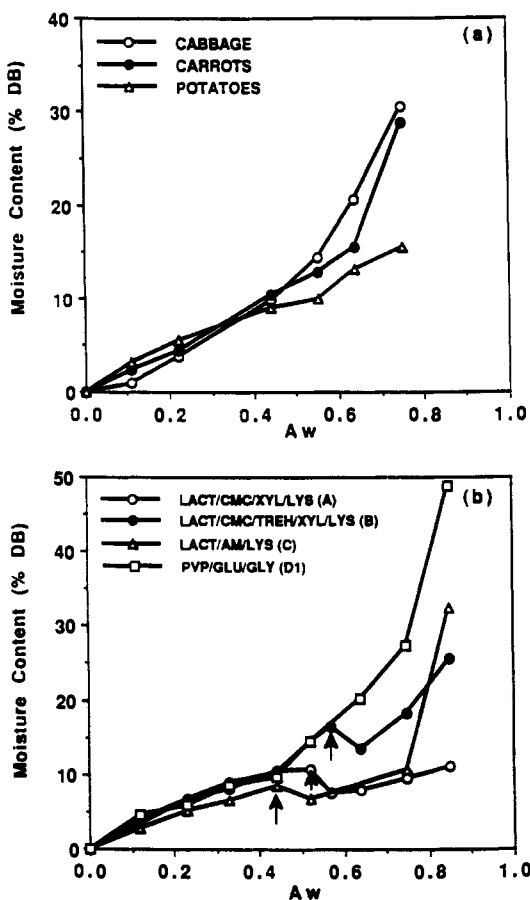 (a)
CABBAGE
CARROTS
POTATOES
Moisture Content (% DB)
40
30
20
10
0
0.0 0.2 0.4 0.6 0.8 1.0
Aw
(b)
LACT/CMC/XYL/LYS (A)
LACT/CMC/TREH/XYL/LYS (B)
LACT/AM/LYS (C)
PVP/GLU/GLY (D1)
Moisture Content (% DB)
50
40
30
20
10
0
0.0 0.2 0.4 0.6 0.8 1.0
Aw